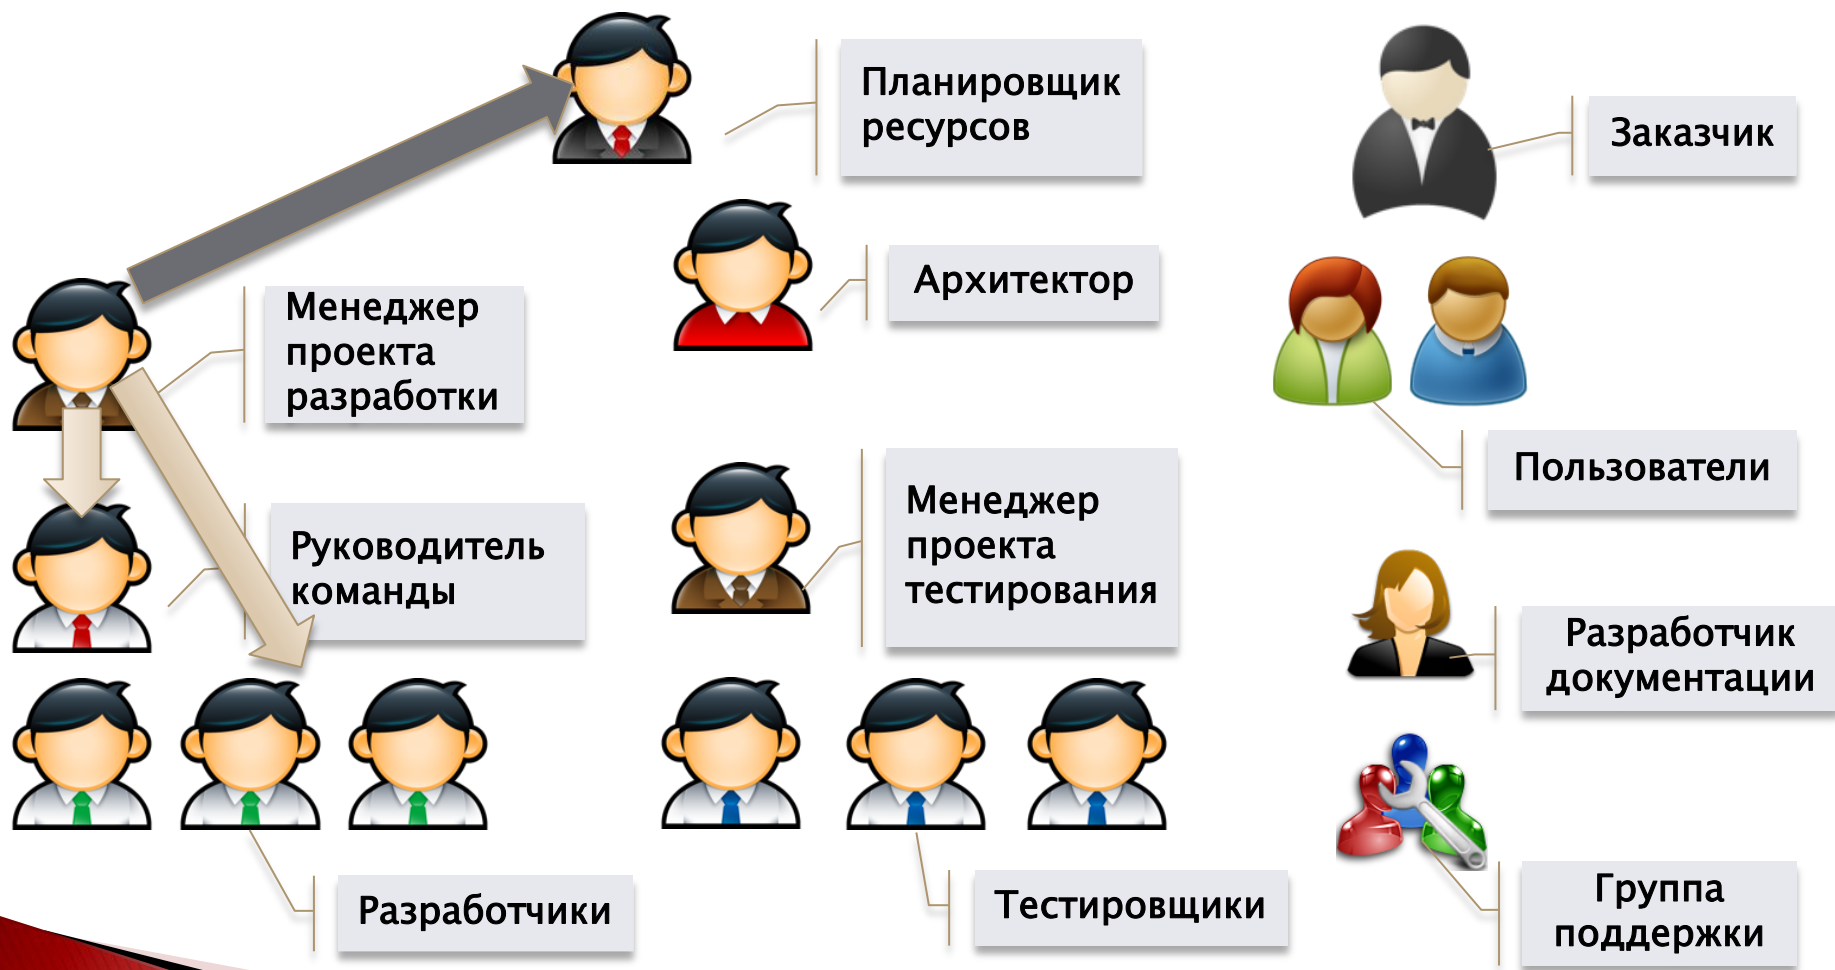 Планировщик
ресурсов
Заказчик
Архитектор
Менеджер
проекта
разработки
Пользователи
Менеджер
проекта
тестирования
Руководитель
команды
Разработчик
документации
Разработчики
Тестировщики
Группа
поддержки